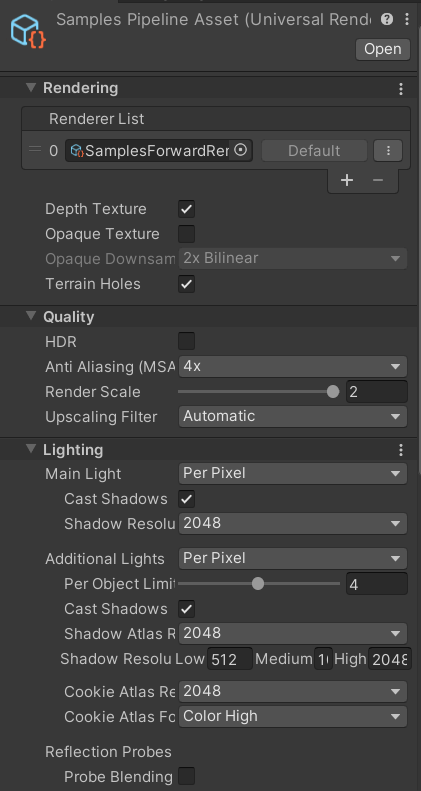 Samples Pipeline Asset (Universal Rende
Open
Rendering
Renderer List
0 SamplesForwardRer Default
Depth Texture
Opaque Texture
Opaque Downsam 2x Bilinear
Terrain Holes
Quality
HDR
Anti Aliasing (MSA 4x
Render Scale 2
Upscaling Filter Automatic
Lighting
Main Light Per Pixel
Cast Shadows
Shadow Resolu 2048
Additional Lights Per Pixel
Per Object Limit 4
Cast Shadows
Shadow Atlas R 2048
Shadow Resolu Low 512 Medium High 2048
Cookie Atlas Re 2048
Cookie Atlas Fo Color High
Reflection Probes
Probe Blending